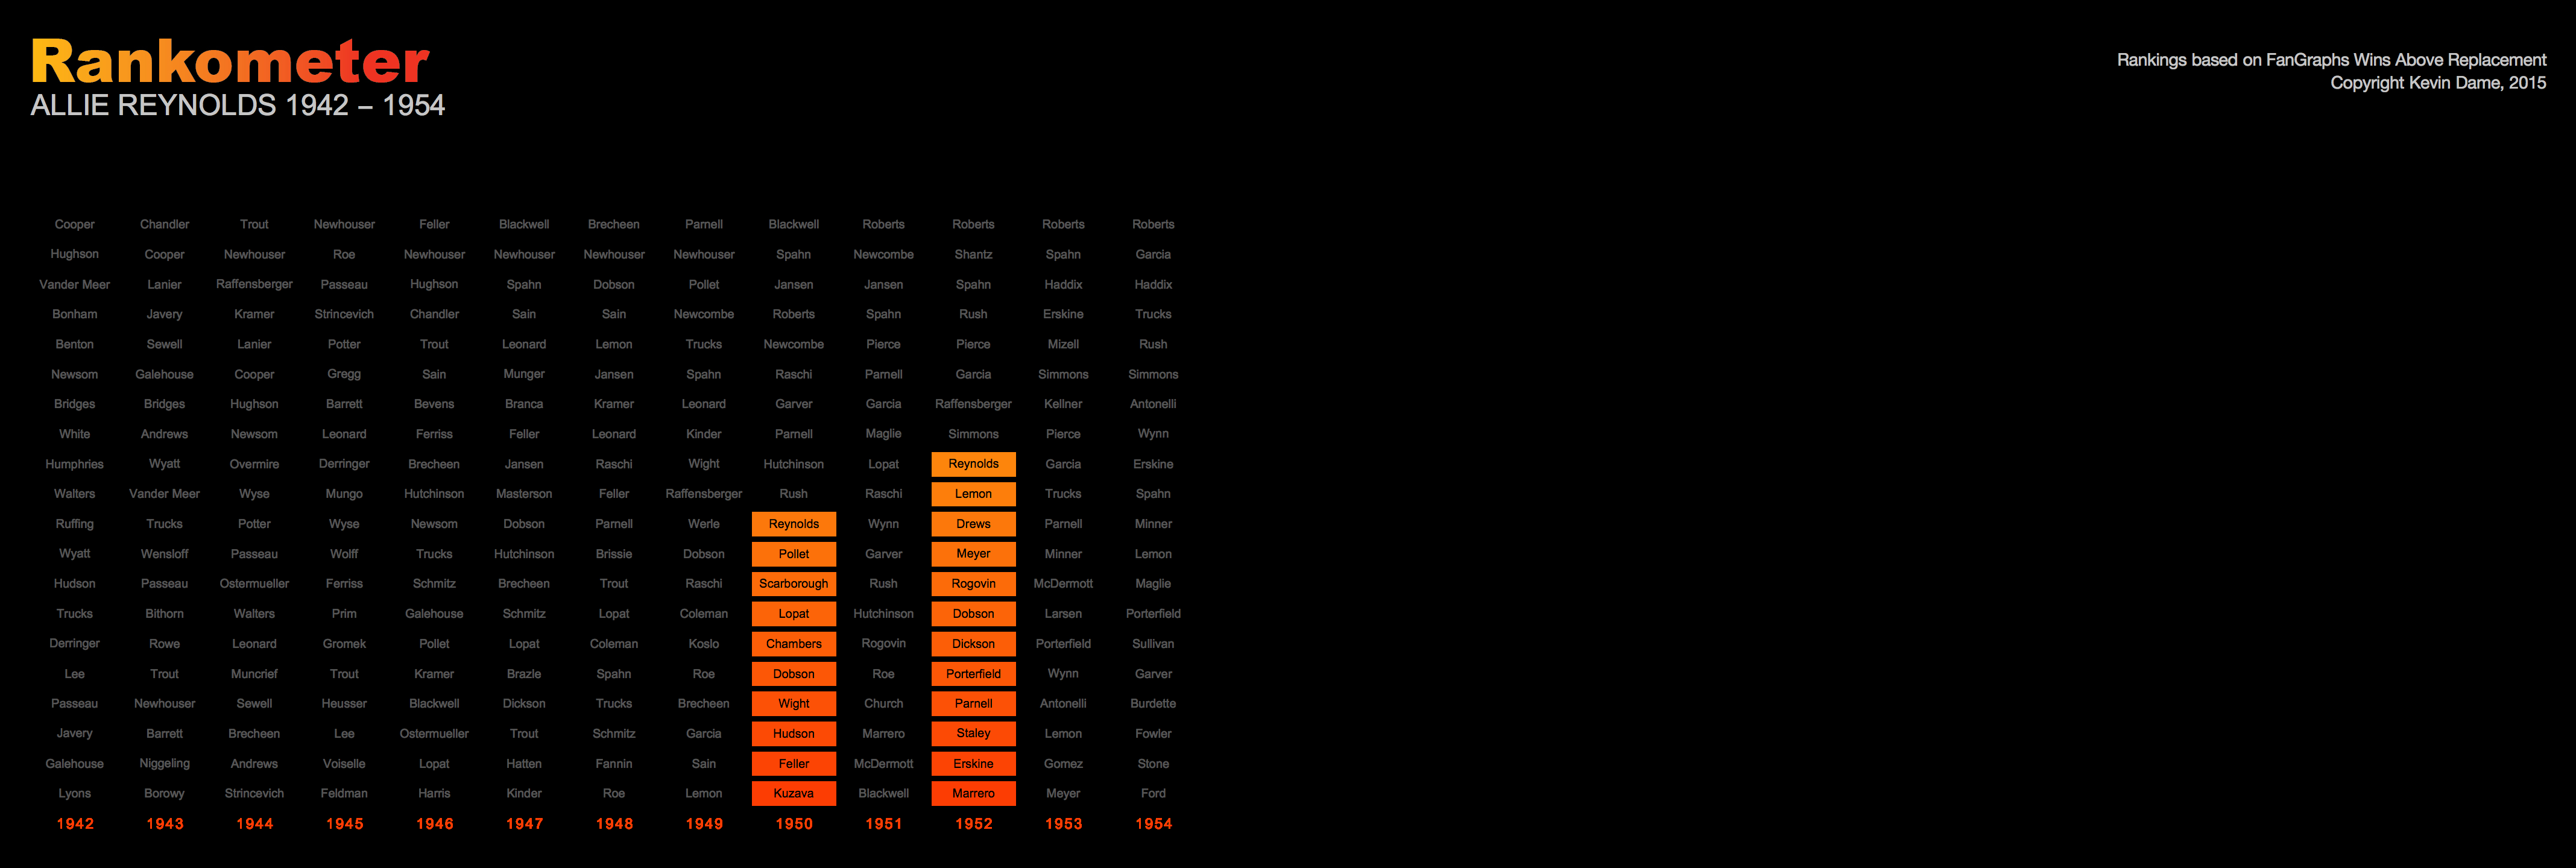 Rankometer
ALLIE REYNOLDS 1942 – 1954
Rankings based on FanGraphs Wins Above Replacement
Copyright Kevin Dame, 2015
Cooper Chandler Trout Newhouser Feller Blackwell Brecheen Parnell Blackwell Roberts Roberts Roberts Roberts
Hughson Cooper Newhouser Roe Newhouser Newhouser Newhouser Newhouser Spahn Newcombe Shantz Spahn Garcia
Vander Meer Lanier Raffensberger Passeau Hughson Spahn Dobson Pollet Jansen Jansen Spahn Haddix Haddix
Bonham Javery Kramer Strincevich Chandler Sain Sain Newcombe Roberts Spahn Rush Erskine Trucks
Benton Sewell Lanier Potter Trout Leonard Lemon Trucks Newcombe Pierce Pierce Mizell Rush
Newsom Galehouse Cooper Gregg Sain Munger Jansen Spahn Raschi Parnell Garcia Simmons Simmons
Bridges Bridges Hughson Barrett Bevens Branca Kramer Leonard Garver Garcia Raffensberger Kellner Antonelli
White Andrews Newsom Leonard Ferriss Feller Leonard Kinder Parnell Maglie Simmons Pierce Wynn
Humphries Wyatt Overmire Derringer Brecheen Jansen Raschi Wight Hutchinson Lopat Reynolds Garcia Erskine
Walters Vander Meer Wyse Mungo Hutchinson Masterson Feller Raffensberger Rush Raschi Lemon Trucks Spahn
Ruffing Trucks Potter Wyse Newsom Dobson Parnell Werle Reynolds Wynn Drews Parnell Minner
Wyatt Wensloff Passeau Wolff Trucks Hutchinson Brissie Dobson Pollet Garver Meyer Minner Lemon
Hudson Passeau Ostermueller Ferriss Schmitz Brecheen Trout Raschi Scarborough Rush Rogovin McDermott Maglie
Trucks Bithorn Walters Prim Galehouse Schmitz Lopat Coleman Lopat Hutchinson Dobson Larsen Porterfield
Derringer Rowe Leonard Gromek Pollet Lopat Coleman Koslo Chambers Rogovin Dickson Porterfield Sullivan
Lee Trout Muncrief Trout Kramer Brazle Spahn Roe Dobson Roe Porterfield Wynn Garver
Passeau Newhouser Sewell Heusser Blackwell Dickson Trucks Brecheen Wight Church Parnell Antonelli Burdette
Javery Barrett Brecheen Lee Ostermueller Trout Schmitz Garcia Hudson Marrero Staley Lemon Fowler
Galehouse Niggeling Andrews Voiselle Lopat Hatten Fannin Sain Feller McDermott Erskine Gomez Stone
Lyons Borowy Strincevich Feldman Harris Kinder Roe Lemon Kuzava Blackwell Marrero Meyer Ford
1942 1943 1944 1945 1946 1947 1948 1949 1950 1951 1952 1953 1954